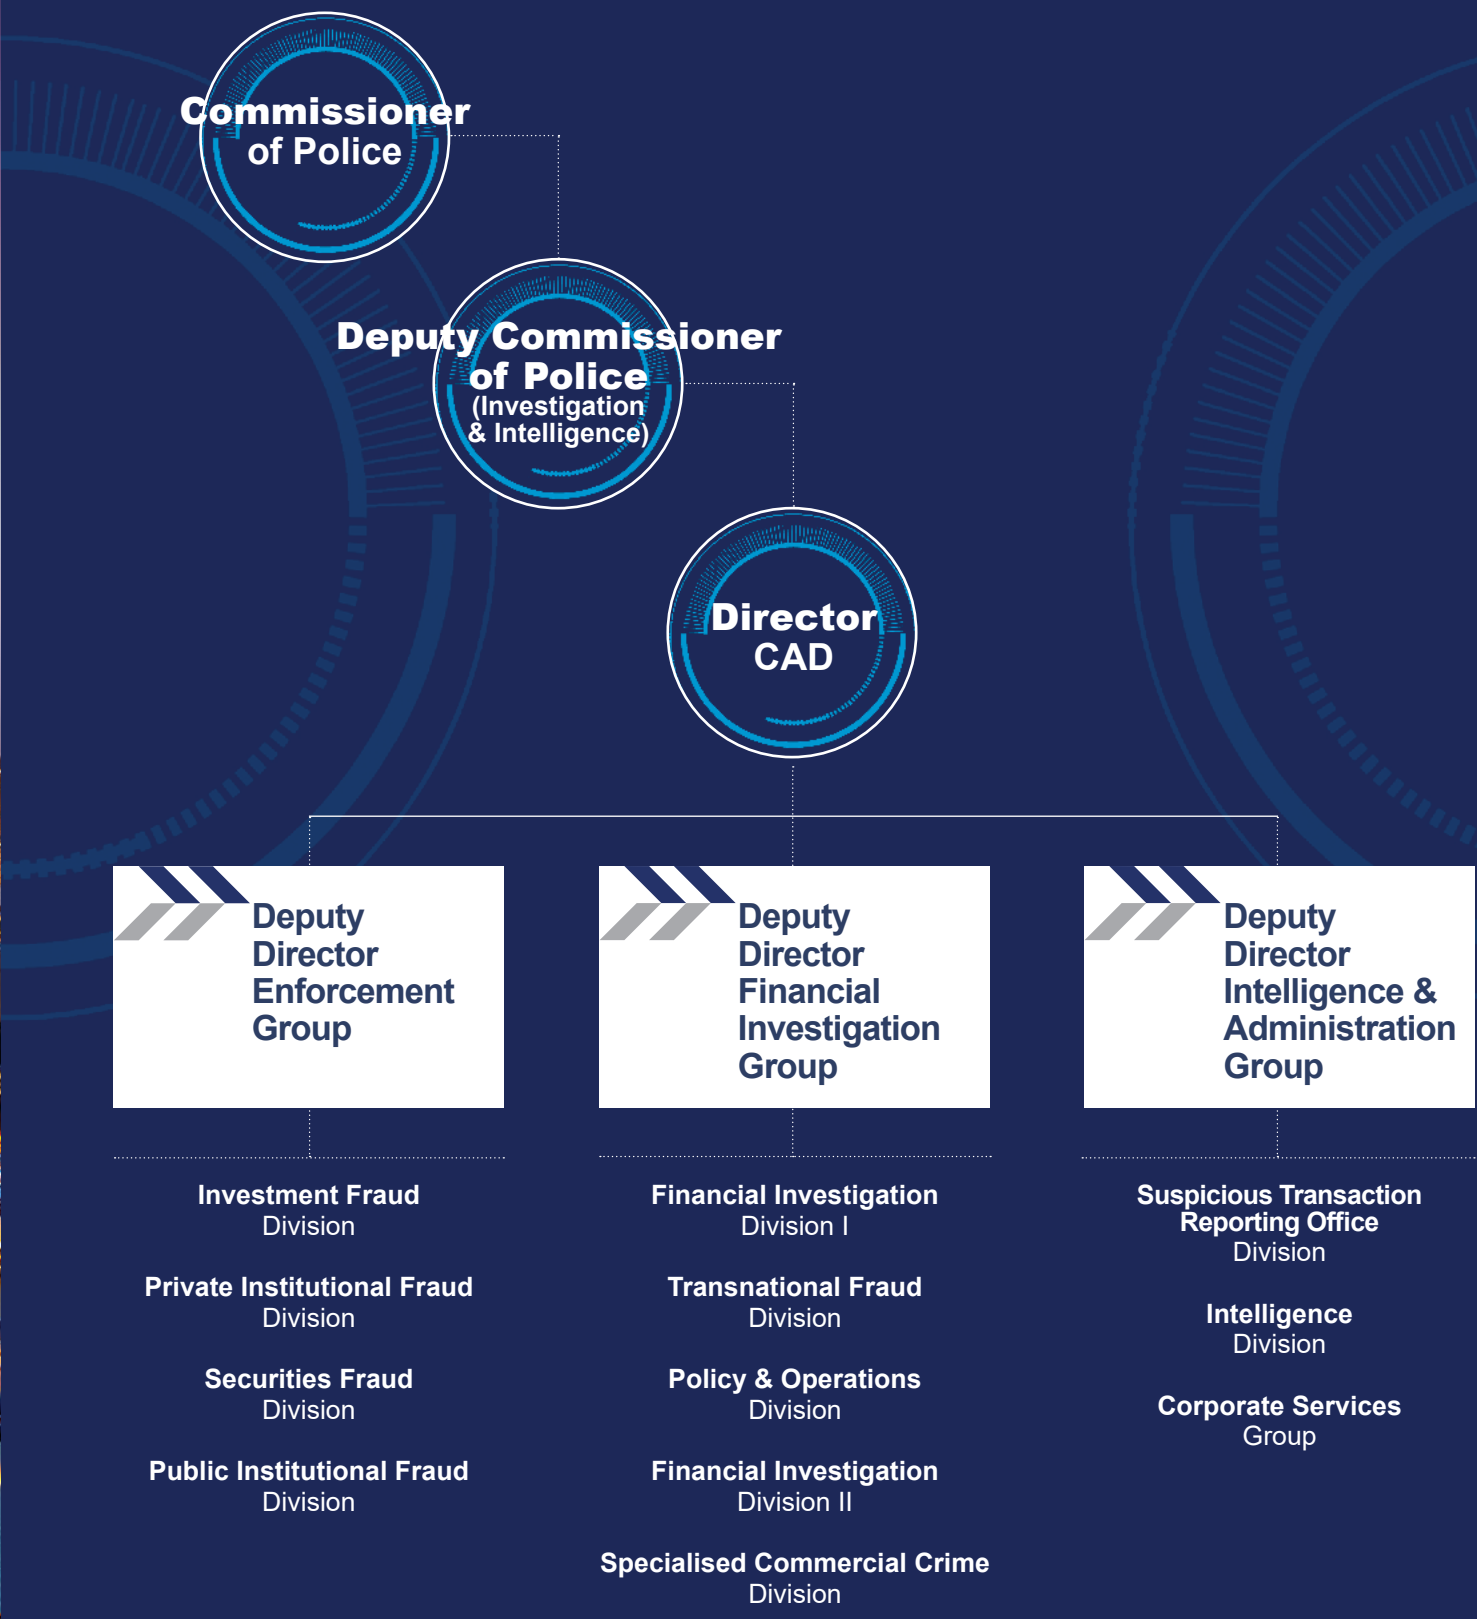 Commissioner
of Police
Deputy Commissioner
of Police
(Investigation
& Intelligence)
Director
CAD
Deputy
Director
Enforcement
Group
Investment Fraud
Division
Private Institutional Fraud
Division
Securities Fraud
Division
Public Institutional Fraud
Division
Deputy
Director
Financial
Investigation
Group
Financial Investigation
Division I
Transnational Fraud
Division
Policy & Operations
Division
Financial Investigation
Division II
Specialised Commercial Crime
Division
Deputy
Director
Intelligence &
Administration
Group
Suspicious Transaction
Reporting Office
Division
Intelligence
Division
Corporate Services
Group